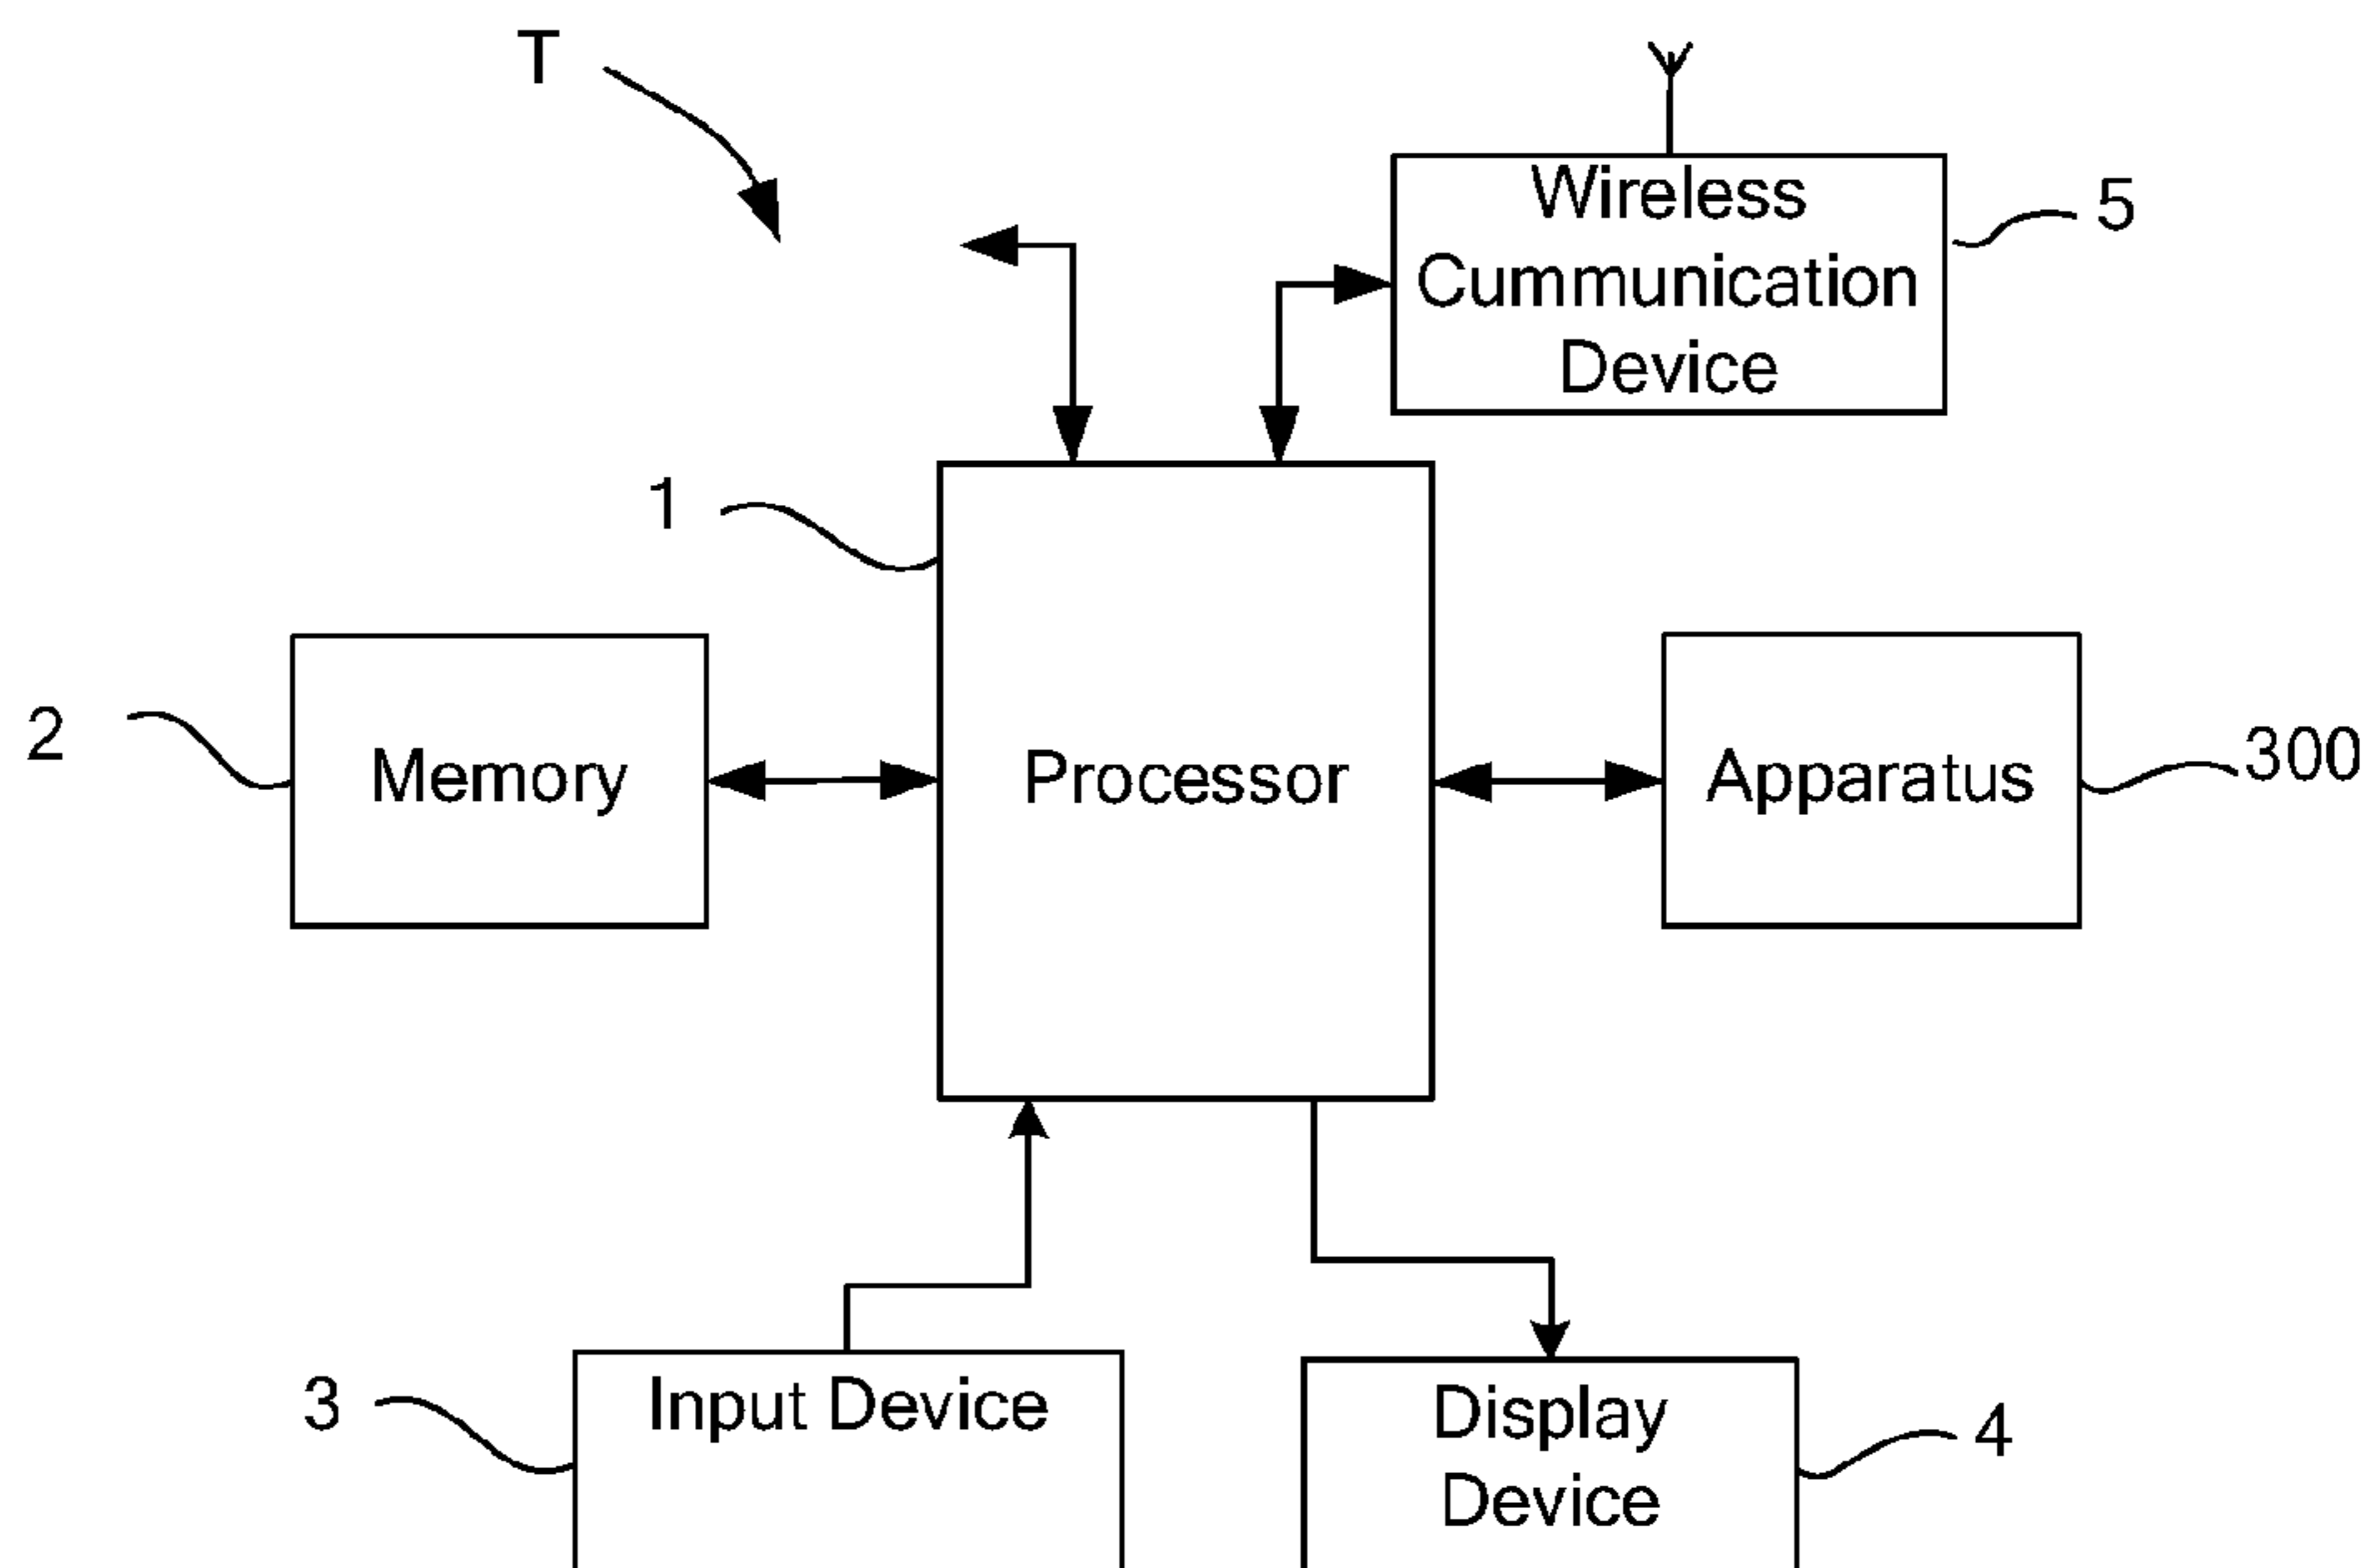 T
Wireless
Cummunication
Device
5
1
2
Memory
Processor
Apparatus
300
3
Input Device
Display
Device
4